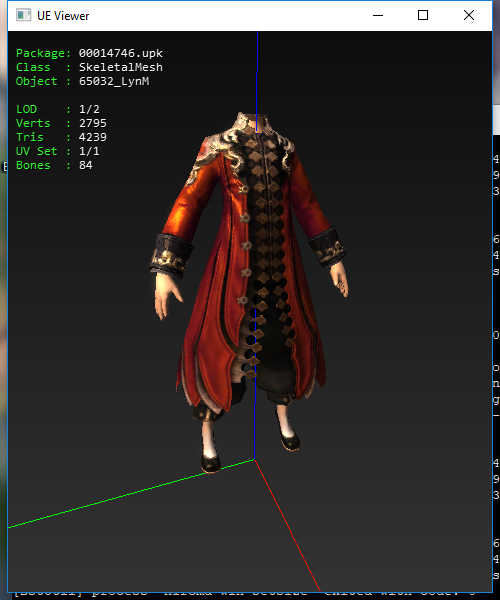 UE Viewer
Package: 00014746.upk
Class : SkeletalMesh
Object : 65032_LynM
LOD : 1/2
Verts : 2795
Tris : 4239
UV Set : 1/1
Bones : 84